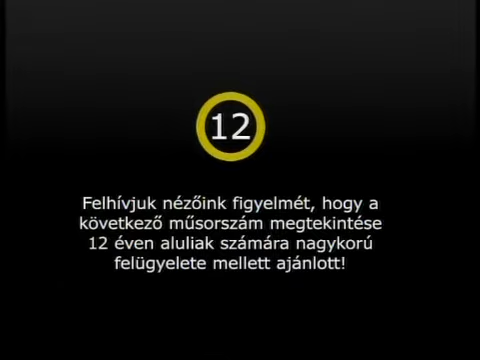 12
Felhívjuk nézőink figyelmét, hogy a
következő műsorszám megtekintése
12 éven aluliak számára nagykorú
felügyelete mellett ajánlott!